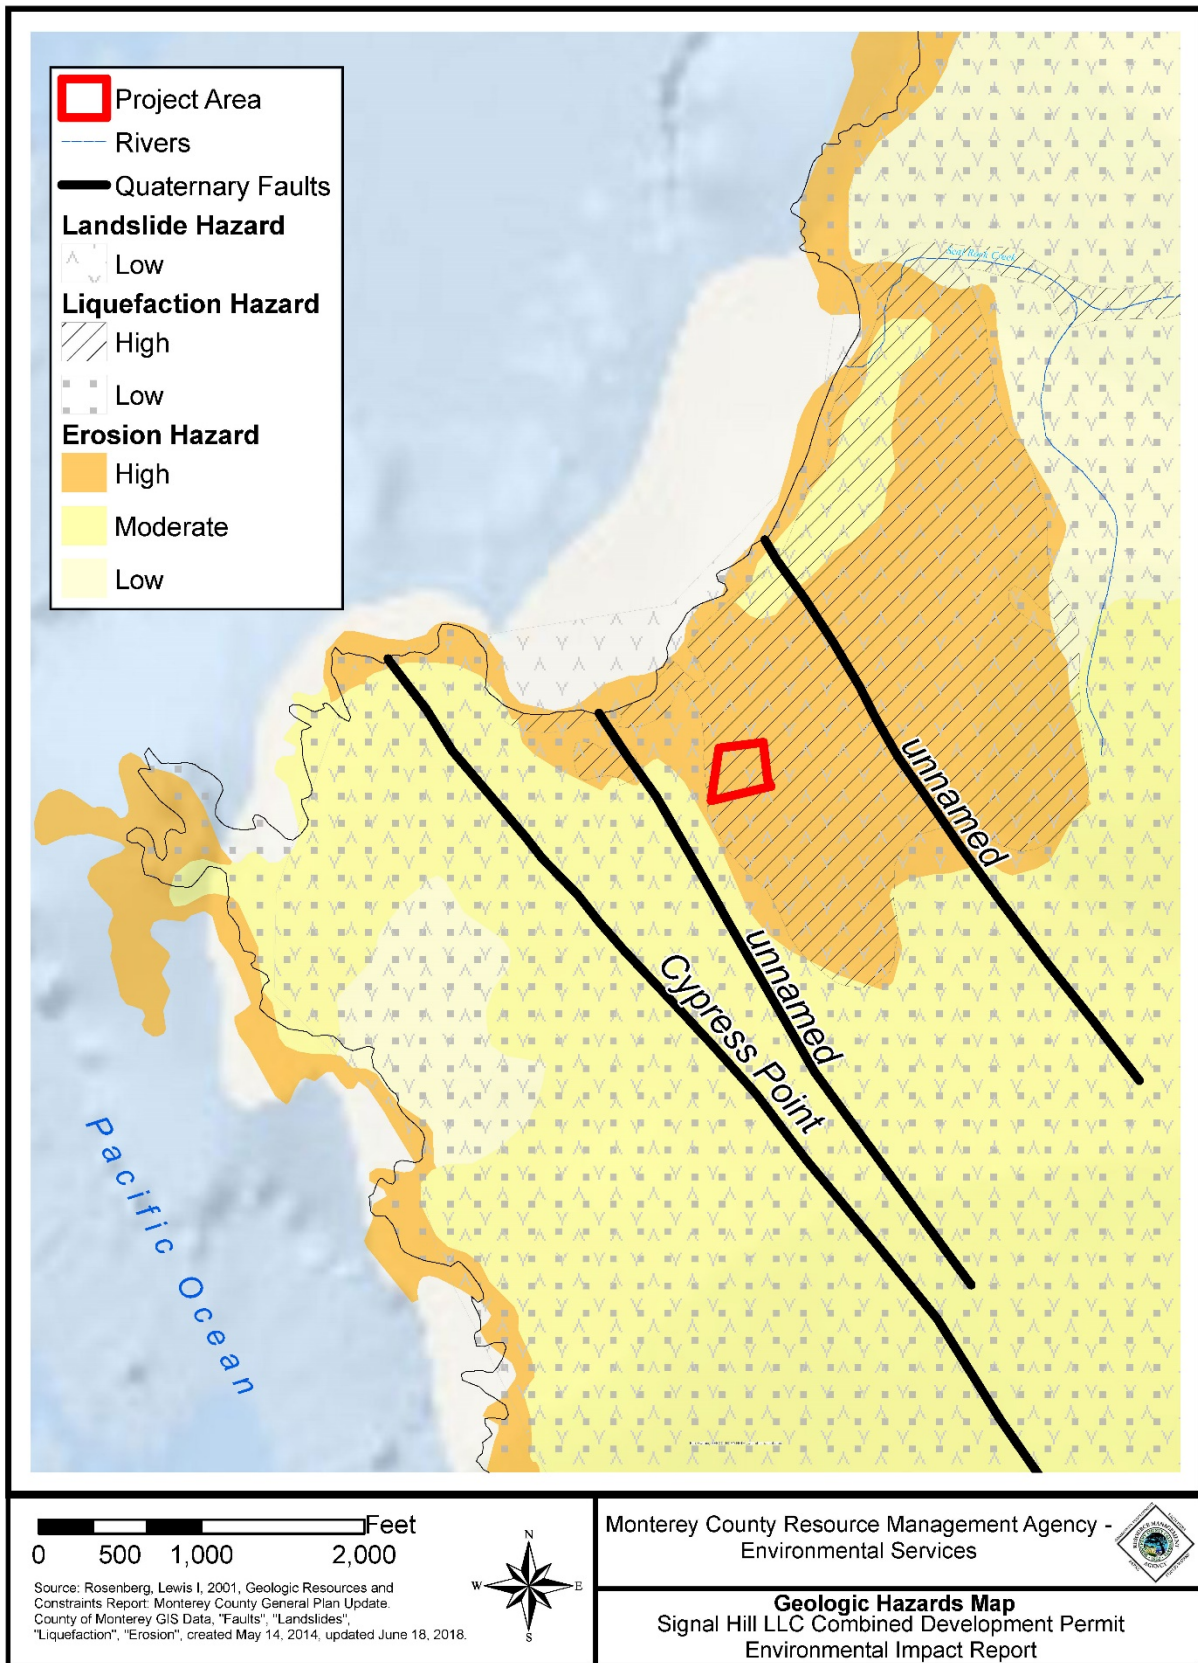 Project Area
Rivers
Quaternary Faults
Landslide Hazard
Low
Liquefaction Hazard
High
Low
Erosion Hazard
High
Moderate
Low
Seal Rock Creek
unnamed
unnamed
Cypress Point
Pacific Ocean
Feet
0 500 1,000 2,000
Source: Rosenberg, Lewis I, 2001, Geologic Resources and
Constraints Report: Monterey County General Plan Update.
County of Monterey GIS Data, "Faults", "Landslides",
"Liquefaction", "Erosion", created May 14, 2014, updated June 18, 2018.
N
W E
S
Monterey County Resource Management Agency -
Environmental Services
Geologic Hazards Map
Signal Hill LLC Combined Development Permit
Environmental Impact Report